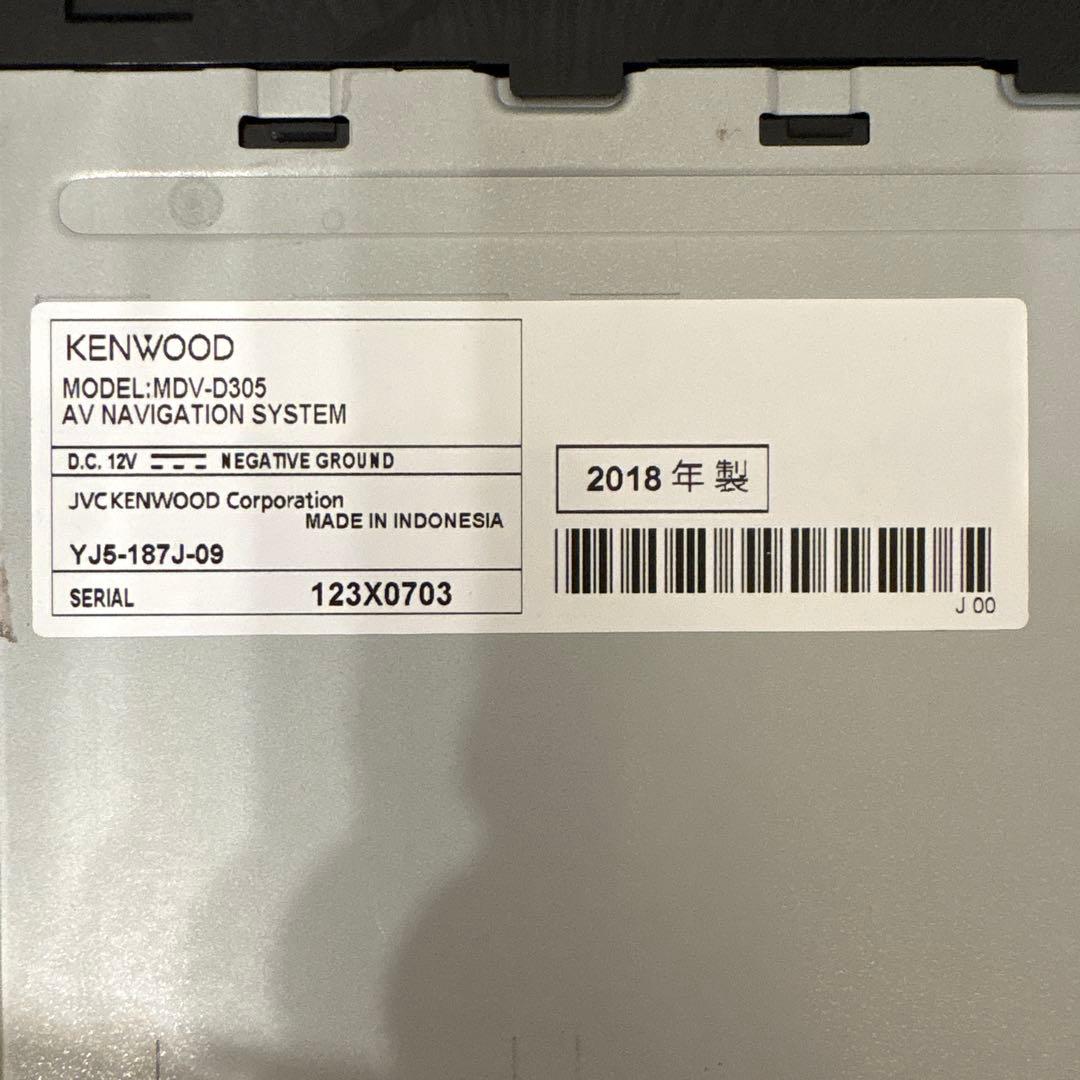 KENWOOD
MODEL:MDV-D305
AV NAVIGATION SYSTEM
D.C. 12V NEGATIVE GROUND
JVCKENWOOD Corporation
MADE IN INDONESIA
YJ5-187J-09
SERIAL 123X0703
2018 年 製
J 00